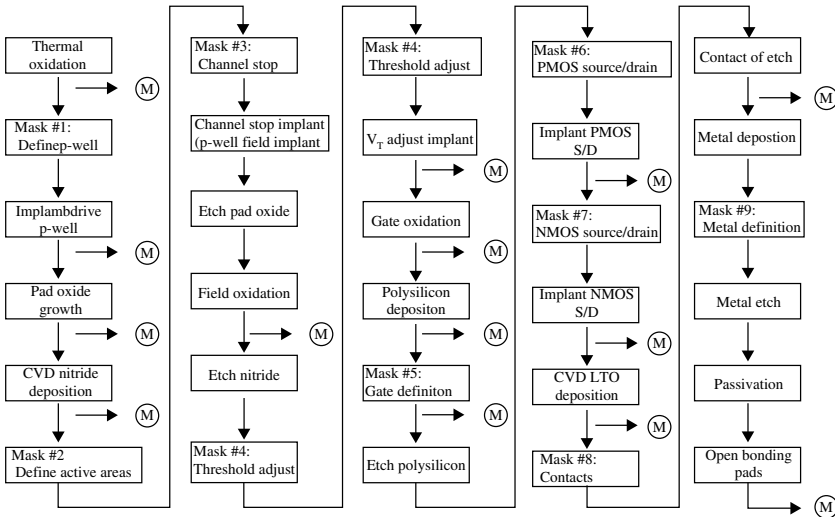 Thermal
oxidation
M
Mask #1:
Definep-well
Implambdrive
p-well
M
Pad oxide
growth
M
CVD nitride
deposition
M
Mask #2
Define active areas
Mask #3:
Channel stop
Channel stop implant
(p-well field implant
Etch pad oxide
Field oxidation
M
Etch nitride
Mask #4:
Threshold adjust
Mask #4:
Threshold adjust
V_T adjust implant
M
Gate oxidation
M
Polysilicon
depositon
M
Mask #5:
Gate definiton
M
Etch polysilicon
Mask #6:
PMOS source/drain
Implant PMOS
S/D
M
Mask #7:
NMOS source/drain
Implant NMOS
S/D
M
CVD LTO
deposition
M
Mask #8:
Contacts
Contact of etch
M
Metal depostion
Mask #9:
Metal definition
Metal etch
Passivation
Open bonding
pads
M